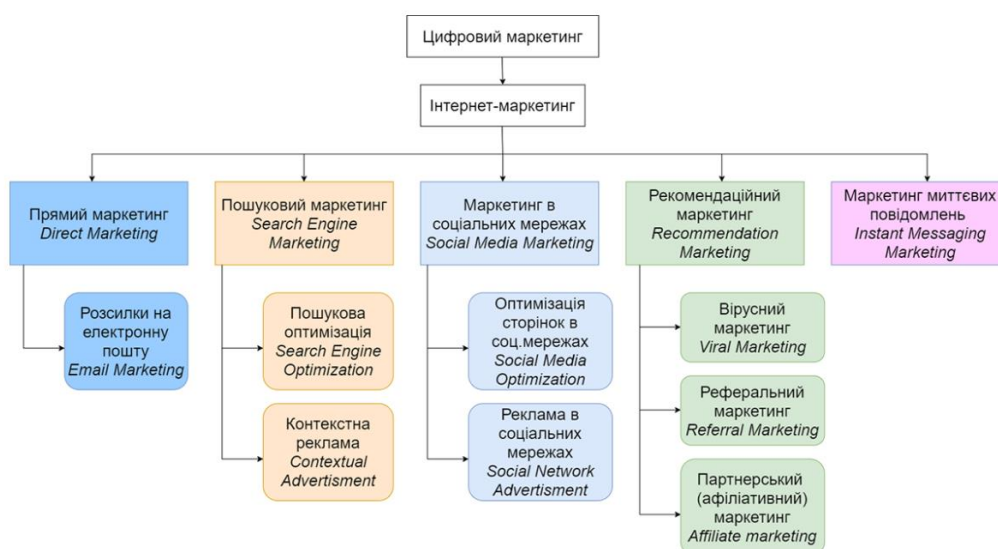 Цифровий маркетинг
Інтернет-маркетинг
Прямий маркетинг
Direct Marketing
Пошуковий маркетинг
Search Engine
Marketing
Маркетинг в
соціальних мережах
Social Media Marketing
Рекомендаційний
маркетинг
Recommendation
Marketing
Маркетинг миттєвих
повідомлень
Instant Messaging
Marketing
Розсилки на
електронну
пошту
Email Marketing
Пошукова
оптимізація
Search Engine
Optimization
Контекстна
реклама
Contextual
Advertisment
Оптимізація
сторінок в
соц.мережах
Social Media
Optimization
Реклама в
соціальних
мережах
Social Network
Advertisment
Вірусний
маркетинг
Viral Marketing
Реферальний
маркетинг
Referral Marketing
Партнерський
(афіліативний)
маркетинг
Affiliate marketing